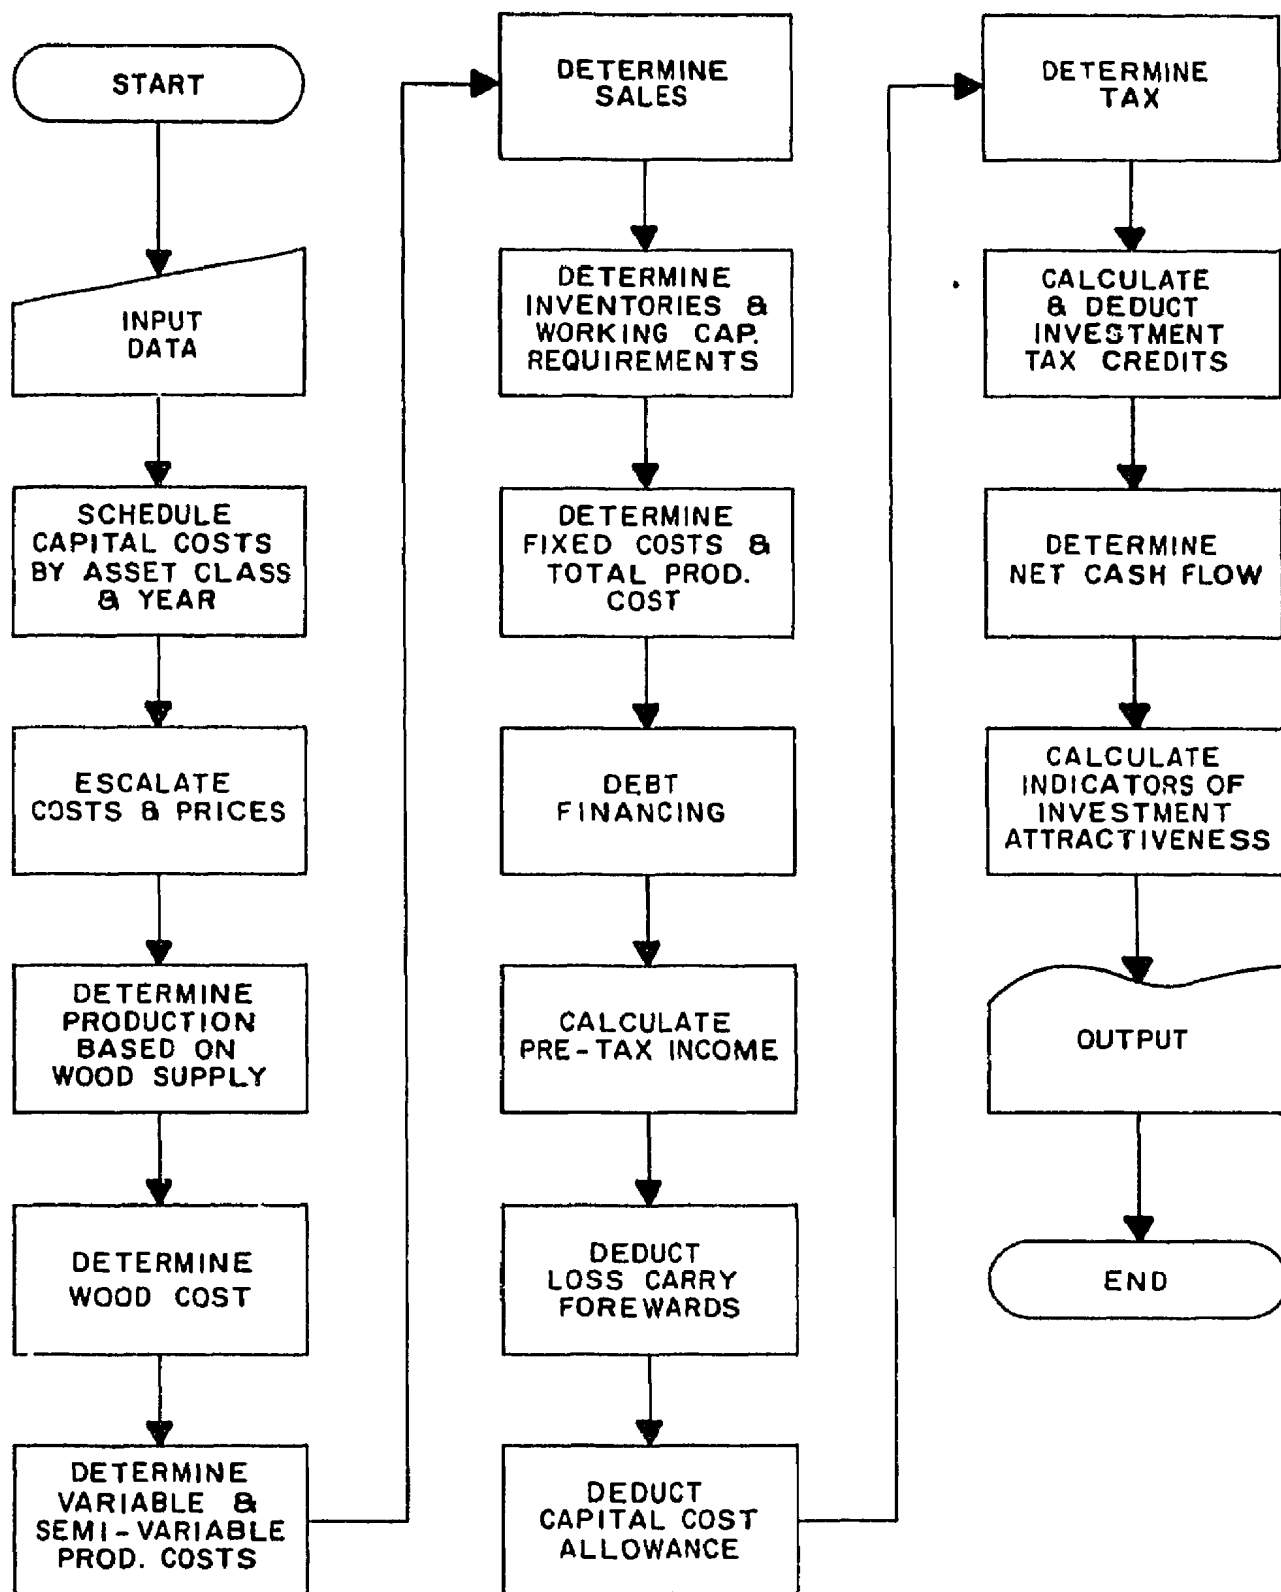 START
INPUT
DATA
SCHEDULE
CAPITAL COSTS
BY ASSET CLASS
& YEAR
ESCALATE
COSTS & PRICES
DETERMINE
PRODUCTION
BASED ON
WOOD SUPPLY
DETERMINE
WOOD COST
DETERMINE
VARIABLE &
SEMI-VARIABLE
PROD. COSTS
DETERMINE
SALES
DETERMINE
INVENTORIES &
WORKING CAP.
REQUIREMENTS
DETERMINE
FIXED COSTS &
TOTAL PROD.
COST
DEBT
FINANCING
CALCULATE
PRE-TAX INCOME
DEDUCT
LOSS CARRY
FOREWARDS
DEDUCT
CAPITAL COST
ALLOWANCE
DETERMINE
TAX
CALCULATE
& DEDUCT
INVESTMENT
TAX CREDITS
DETERMINE
NET CASH FLOW
CALCULATE
INDICATORS OF
INVESTMENT
ATTRACTIVENESS
OUTPUT
END